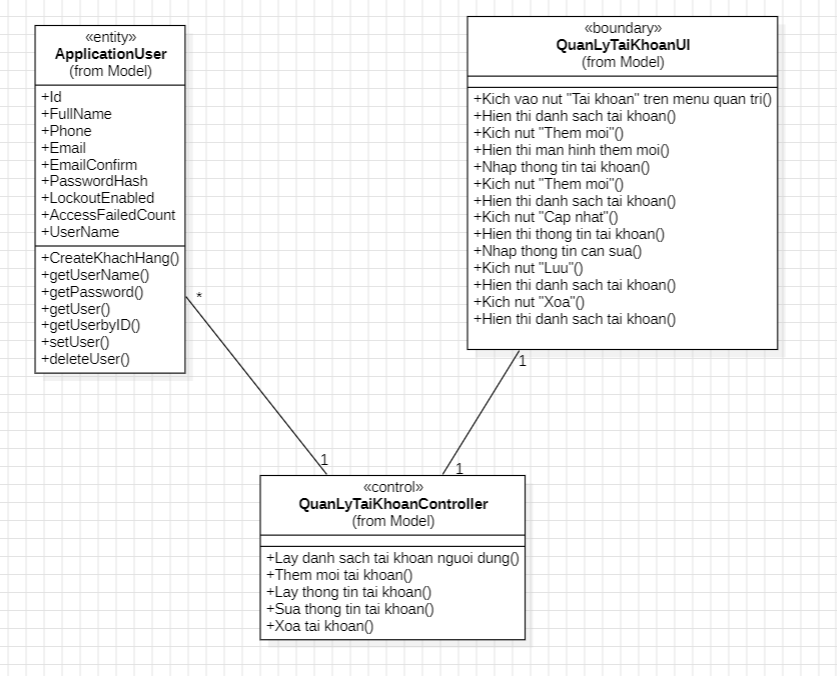 «entity»
ApplicationUser
(from Model)
+Id
+FullName
+Phone
+Email
+EmailConfirm
+PasswordHash
+LockoutEnabled
+AccessFailedCount
+UserName
+CreateKhachHang()
+getUserName()
+getPassword()
+getUser()
+getUserbyID()
+setUser()
+deleteUser()
«boundary»
QuanLyTaiKhoanUI
(from Model)
+Kich vao nut "Tai khoan" tren menu quan tri()
+Hien thi danh sach tai khoan()
+Kich nut "Them moi"()
+Hien thi man hinh them moi()
+Nhap thong tin tai khoan()
+Kich nut "Them moi"()
+Hien thi danh sach tai khoan()
+Kich nut "Cap nhat"()
+Hien thi thong tin tai khoan()
+Nhap thong tin can sua()
+Kich nut "Luu"()
+Hien thi danh sach tai khoan()
+Kich nut "Xoa"()
+Hien thi danh sach tai khoan()
*
1
1
1
«control»
QuanLyTaiKhoanController
(from Model)
+Lay danh sach tai khoan nguoi dung()
+Them moi tai khoan()
+Lay thong tin tai khoan()
+Sua thong tin tai khoan()
+Xoa tai khoan()